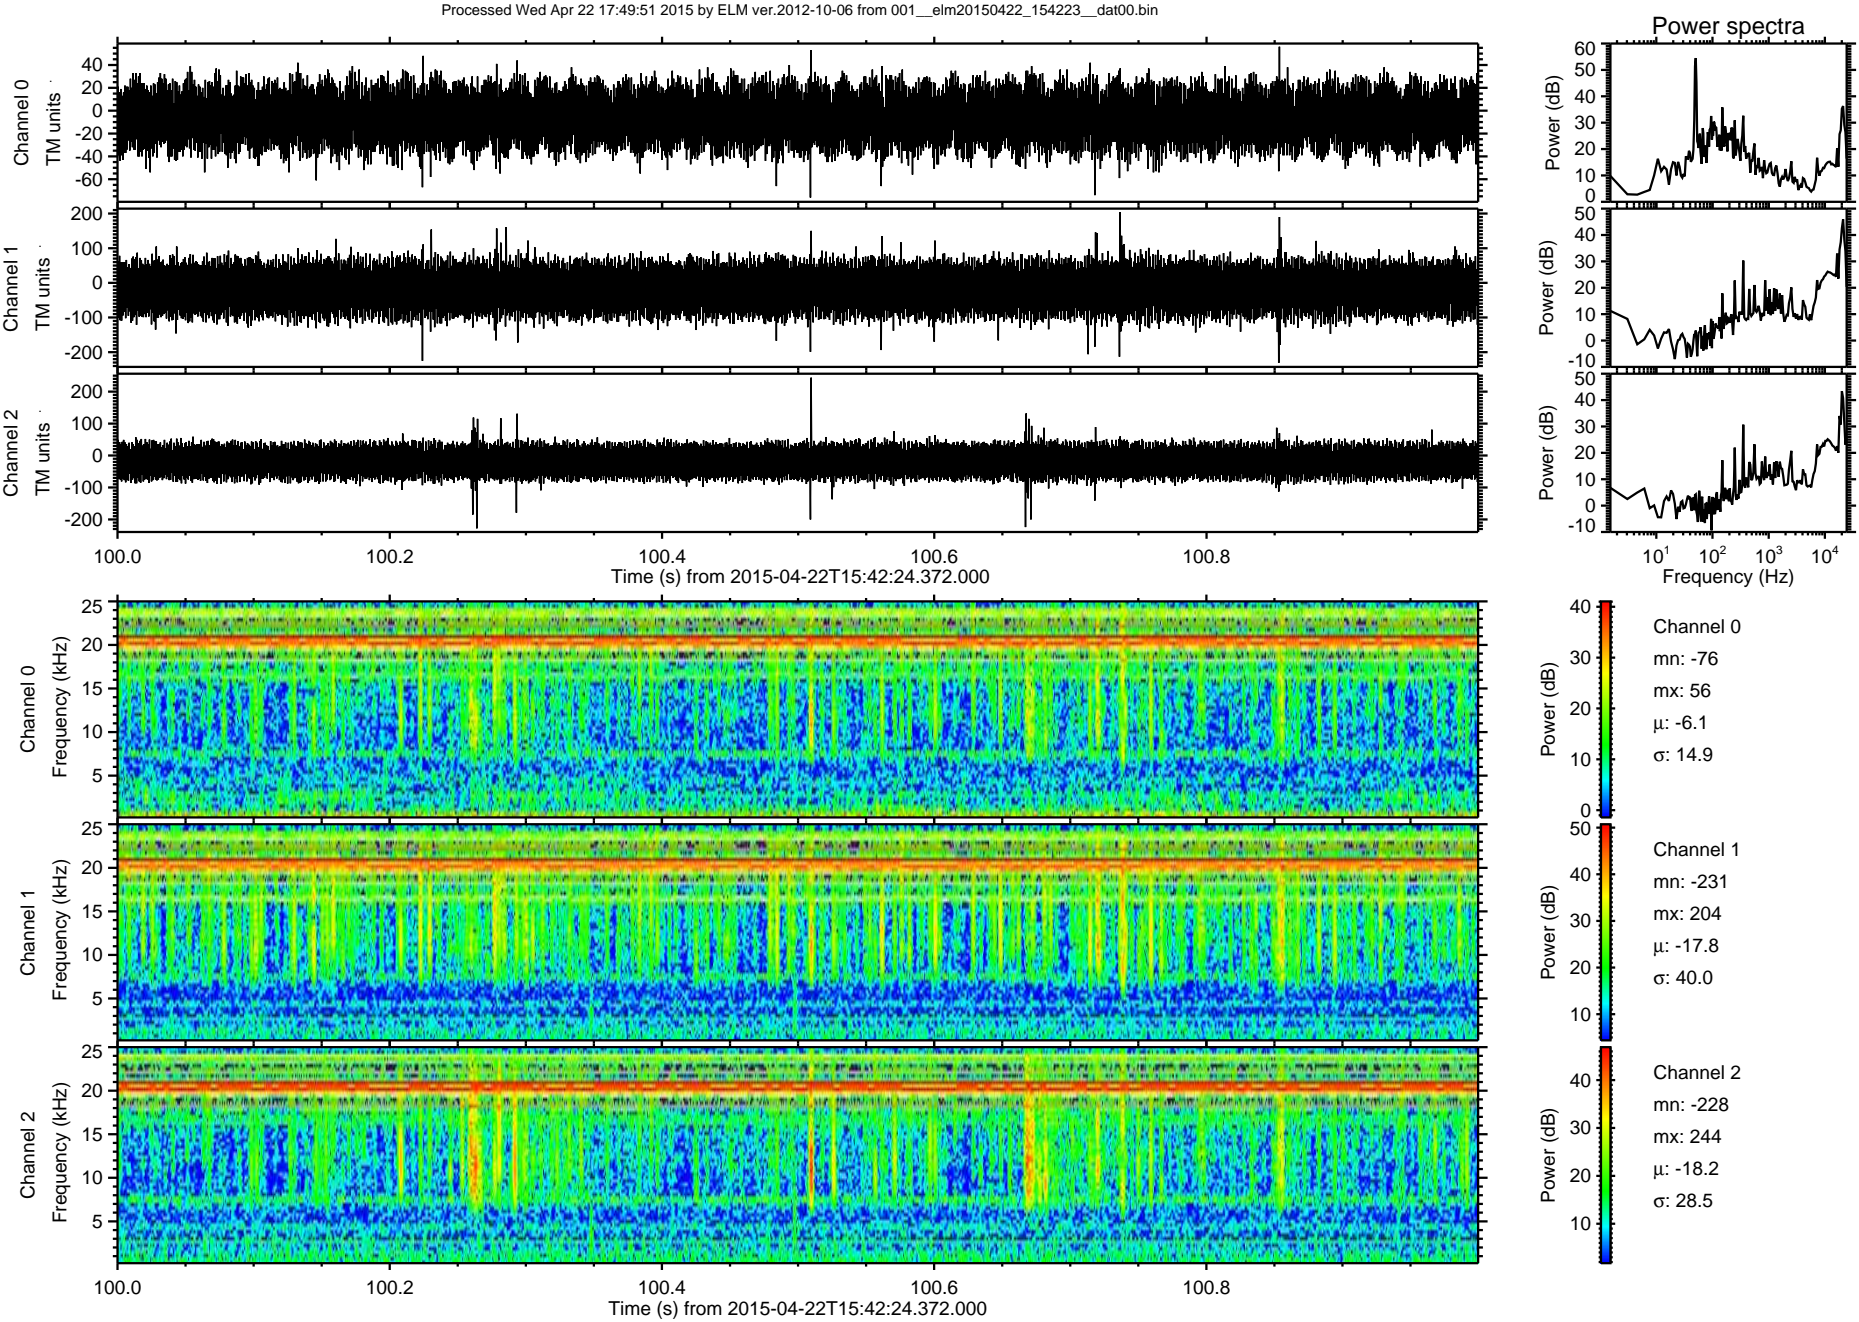 Processed Wed Apr 22 17:49:51 2015 by ELM ver.2012-10-06 from 001__elm20150422_154223__dat00.bin
Power spectra
Channel 0
TM units
40
20
0
-20
-40
-60
Power (dB)
60
50
40
30
20
10
0
Channel 1
TM units
200
100
0
-100
-200
Power (dB)
50
40
30
20
10
0
-10
Channel 2
TM units
200
100
0
-100
-200
Power (dB)
50
40
30
20
10
0
-10
100.0 100.2 100.4 100.6 100.8
Time (s) from 2015-04-22T15:42:24.372.000
10¹ 10² 10³ 10⁴
Frequency (Hz)
Channel 0
Frequency (kHz)
25
20
15
10
5
Power (dB)
40
30
20
10
0
Channel 0
mn: -76
mx: 56
μ: -6.1
σ: 14.9
Channel 1
Frequency (kHz)
25
20
15
10
5
Power (dB)
50
40
30
20
10
Channel 1
mn: -231
mx: 204
μ: -17.8
σ: 40.0
Channel 2
Frequency (kHz)
25
20
15
10
5
Power (dB)
40
30
20
10
Channel 2
mn: -228
mx: 244
μ: -18.2
σ: 28.5
100.0 100.2 100.4 100.6 100.8
Time (s) from 2015-04-22T15:42:24.372.000